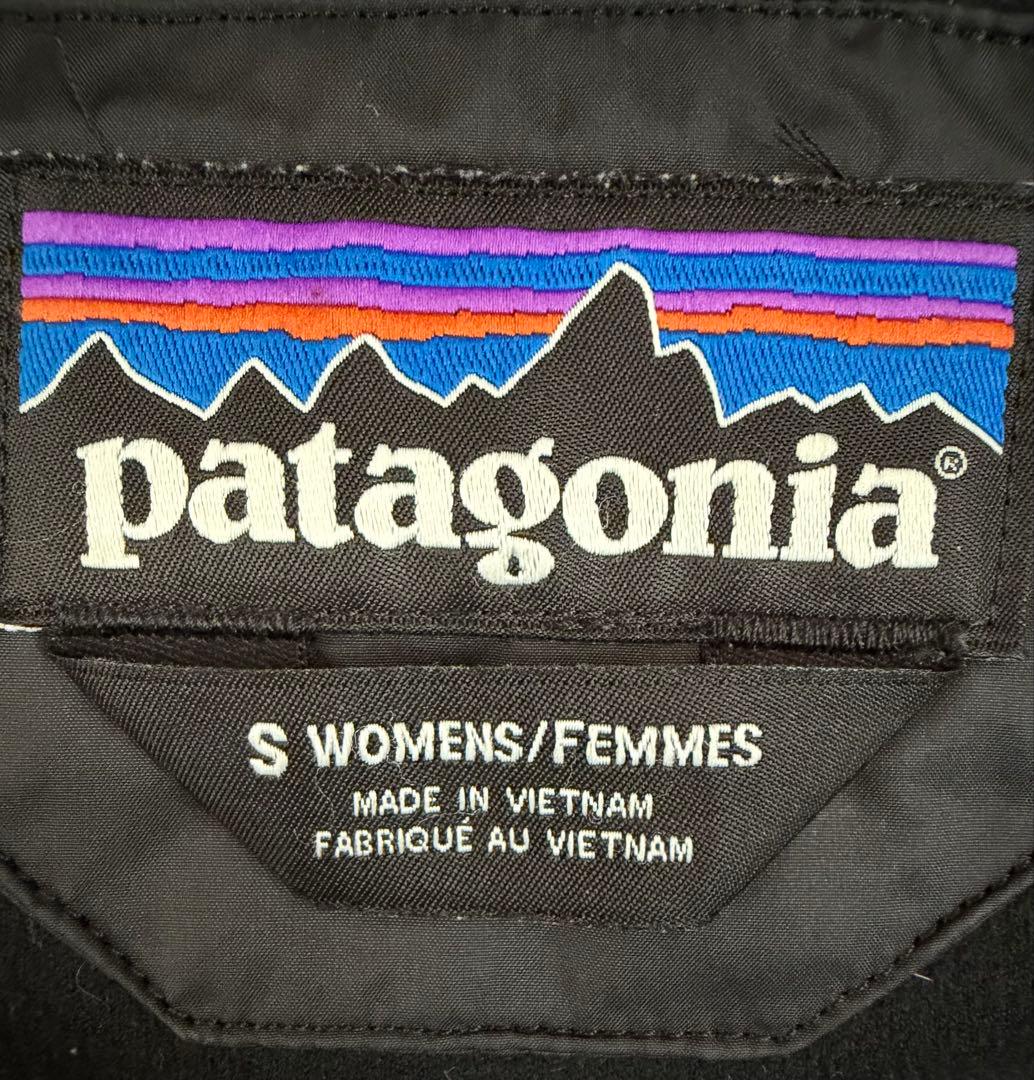 patagonia®
S WOMENS/FEMMES
MADE IN VIETNAM
FABRIQUÉ AU VIETNAM